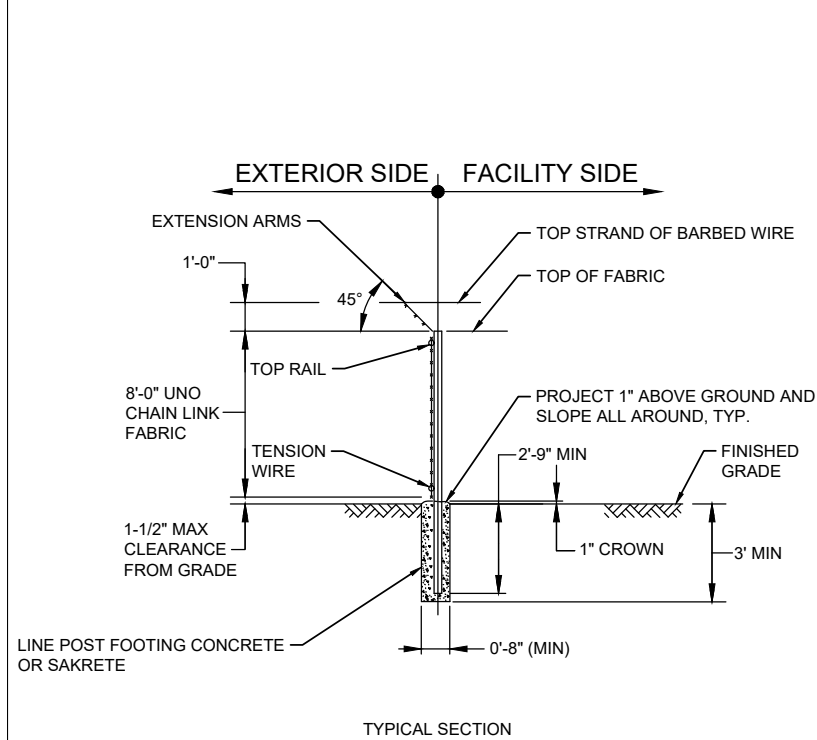 EXTERIOR SIDE
FACILITY SIDE
EXTENSION ARMS
TOP STRAND OF BARBED WIRE
1'-0"
TOP OF FABRIC
45°
TOP RAIL
8'-0" UNO
CHAIN LINK
FABRIC
PROJECT 1" ABOVE GROUND AND
SLOPE ALL AROUND, TYP.
TENSION
WIRE
2'-9" MIN
FINISHED
GRADE
1-1/2" MAX
CLEARANCE
FROM GRADE
1" CROWN
3' MIN
LINE POST FOOTING CONCRETE
OR SAKRETE
0'-8" (MIN)
TYPICAL SECTION